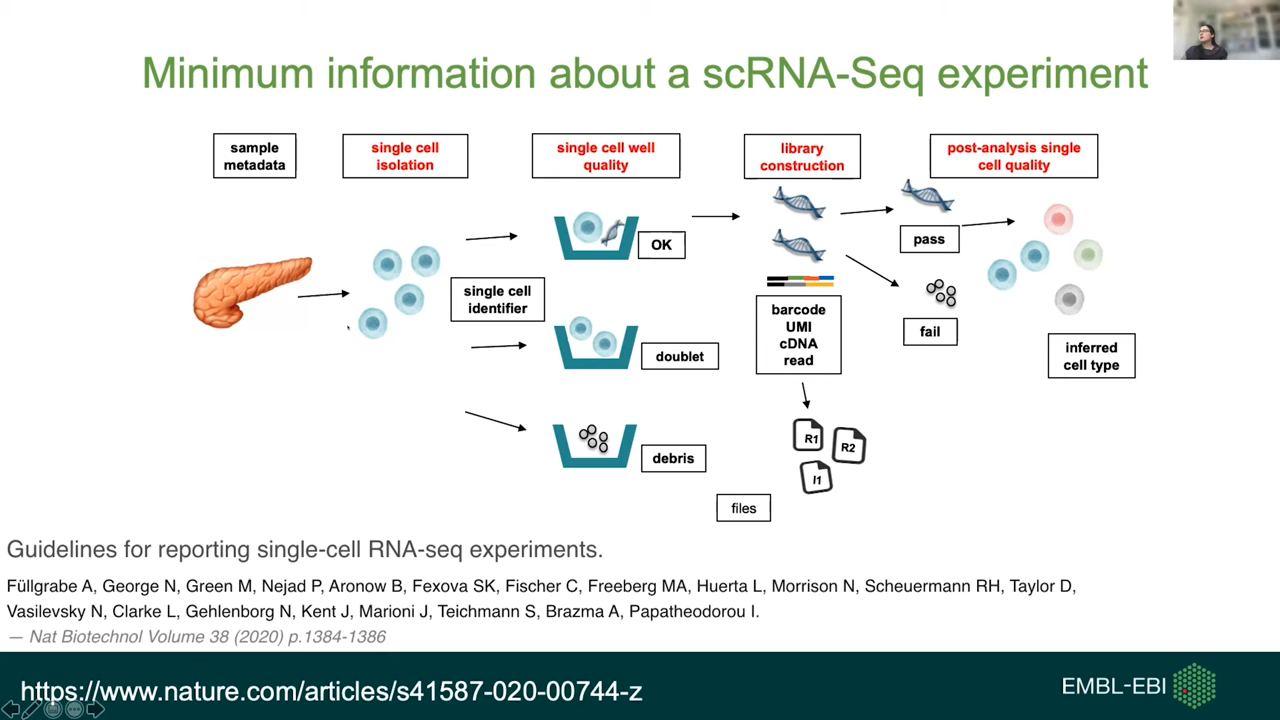 Minimum information about a scRNA-Seq experiment
sample
metadata
single cell
isolation
single cell well
quality
library
construction
post-analysis single
cell quality
OK
pass
single cell
identifier
barcode
UMI
cDNA
read
fail
doublet
inferred
cell type
R1
R2
I1
debris
files
Guidelines for reporting single-cell RNA-seq experiments.
Füllgrabe A, George N, Green M, Nejad P, Aronow B, Fexova SK, Fischer C, Freeberg MA, Huerta L, Morrison N, Scheuermann RH, Taylor D,
Vasilevsky N, Clarke L, Gehlenborg N, Kent J, Marioni J, Teichmann S, Brazma A, Papatheodorou I.
— Nat Biotechnol Volume 38 (2020) p.1384-1386
https://www.nature.com/articles/s41587-020-00744-z
EMBL-EBI